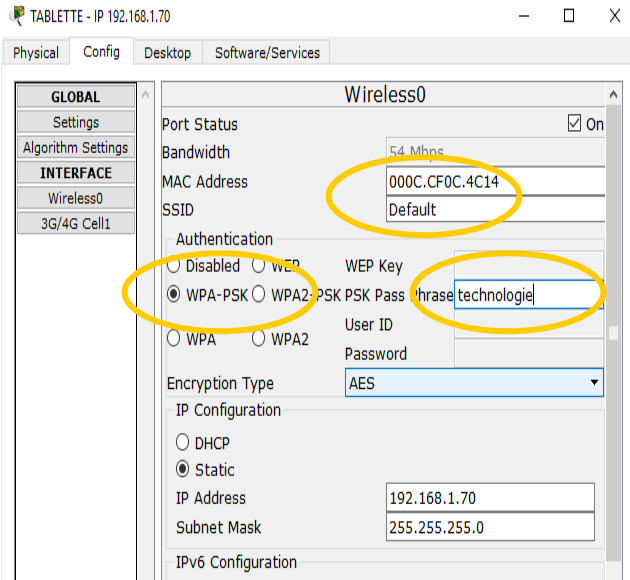 TABLETTE - IP 192.168.1.70
Physical Config Desktop Software/Services
GLOBAL
Settings
Algorithm Settings
INTERFACE
Wireless0
3G/4G Cell1
Wireless0
Port Status On
Bandwidth 54 Mbps
MAC Address 000C.CF0C.4C14
SSID Default
Authentication
Disabled WEP WEP Key
WPA-PSK WPA2-PSK PSK Pass Phrase technologie
User ID
WPA WPA2
Password
Encryption Type AES
IP Configuration
DHCP
Static
IP Address 192.168.1.70
Subnet Mask 255.255.255.0
IPv6 Configuration